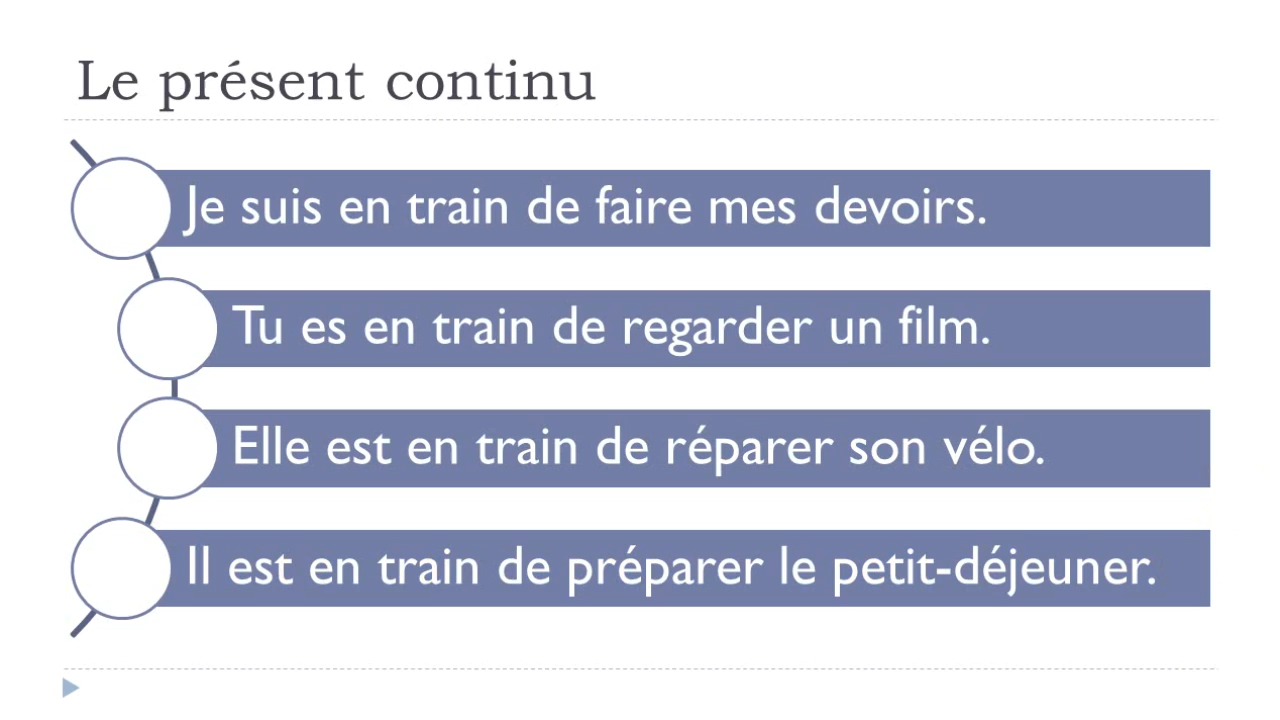 Le présent continu
Je suis en train de faire mes devoirs.
Tu es en train de regarder un film.
Elle est en train de réparer son vélo.
Il est en train de préparer le petit-déjeuner.